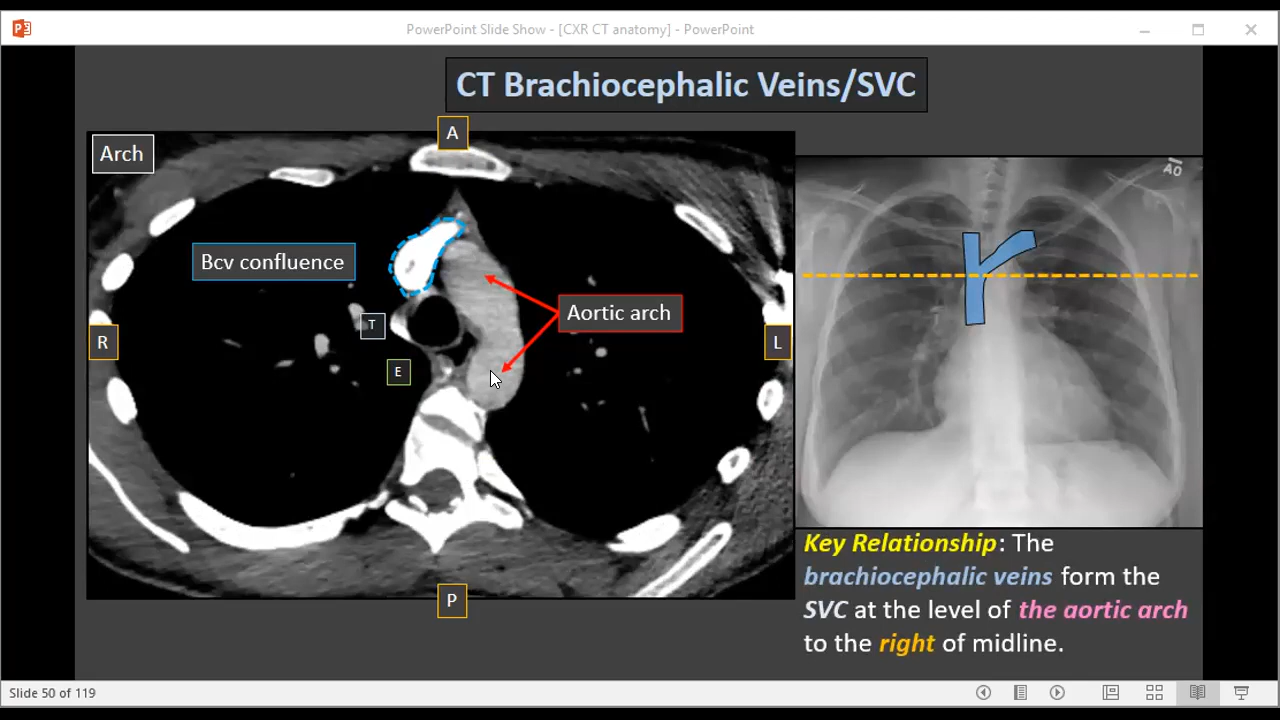 PowerPoint Slide Show - [CXR CT anatomy] - PowerPoint
CT Brachiocephalic Veins/SVC
A
Arch
Bcv confluence
Aortic arch
T
R
L
E
P
Key Relationship: The
brachiocephalic veins form the
SVC at the level of the aortic arch
to the right of midline.
Slide 50 of 119